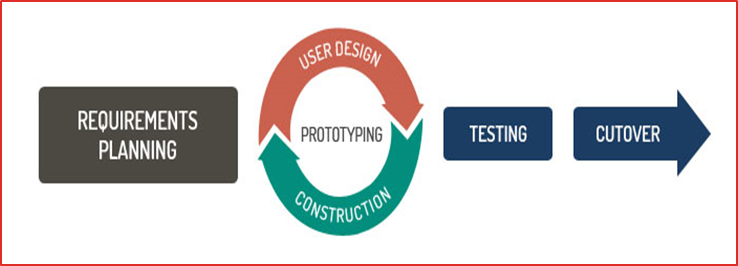 REQUIREMENTS
PLANNING
USER DESIGN
PROTOTYPING
CONSTRUCTION
TESTING
CUTOVER